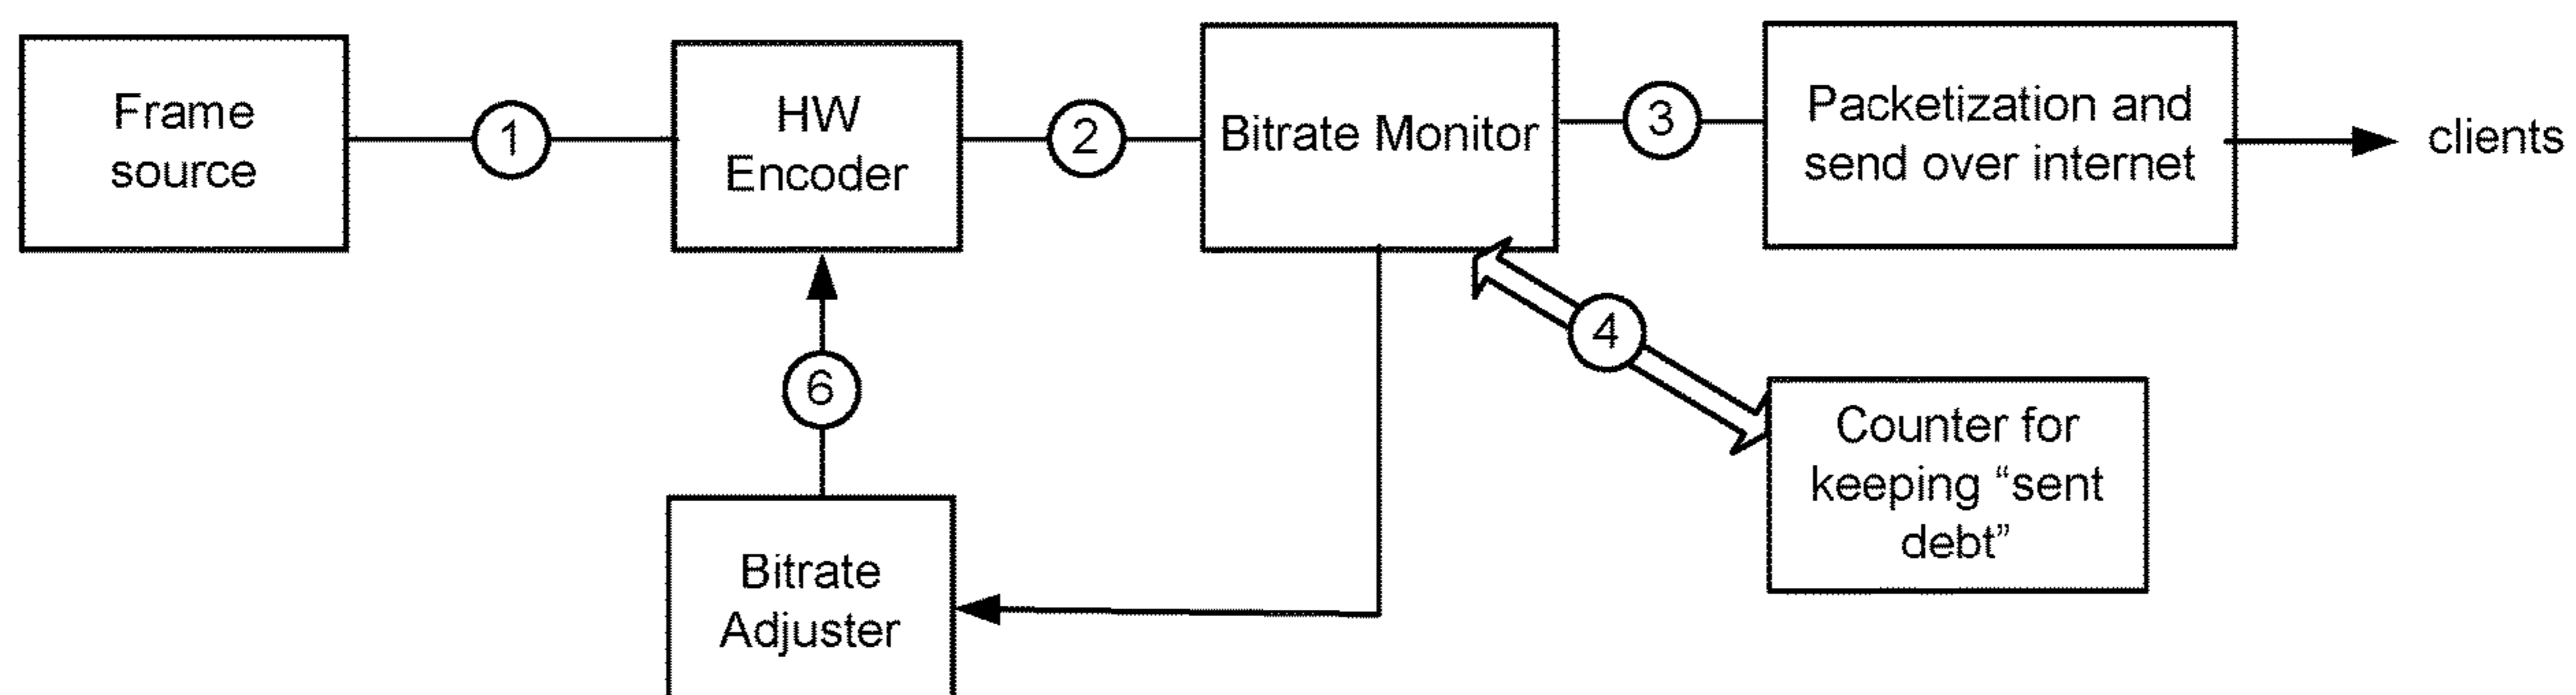 Frame
source
1
HW
Encoder
2
Bitrate Monitor
3
Packetization and
send over internet
clients
4
6
Counter for
keeping “sent
debt”
Bitrate
Adjuster